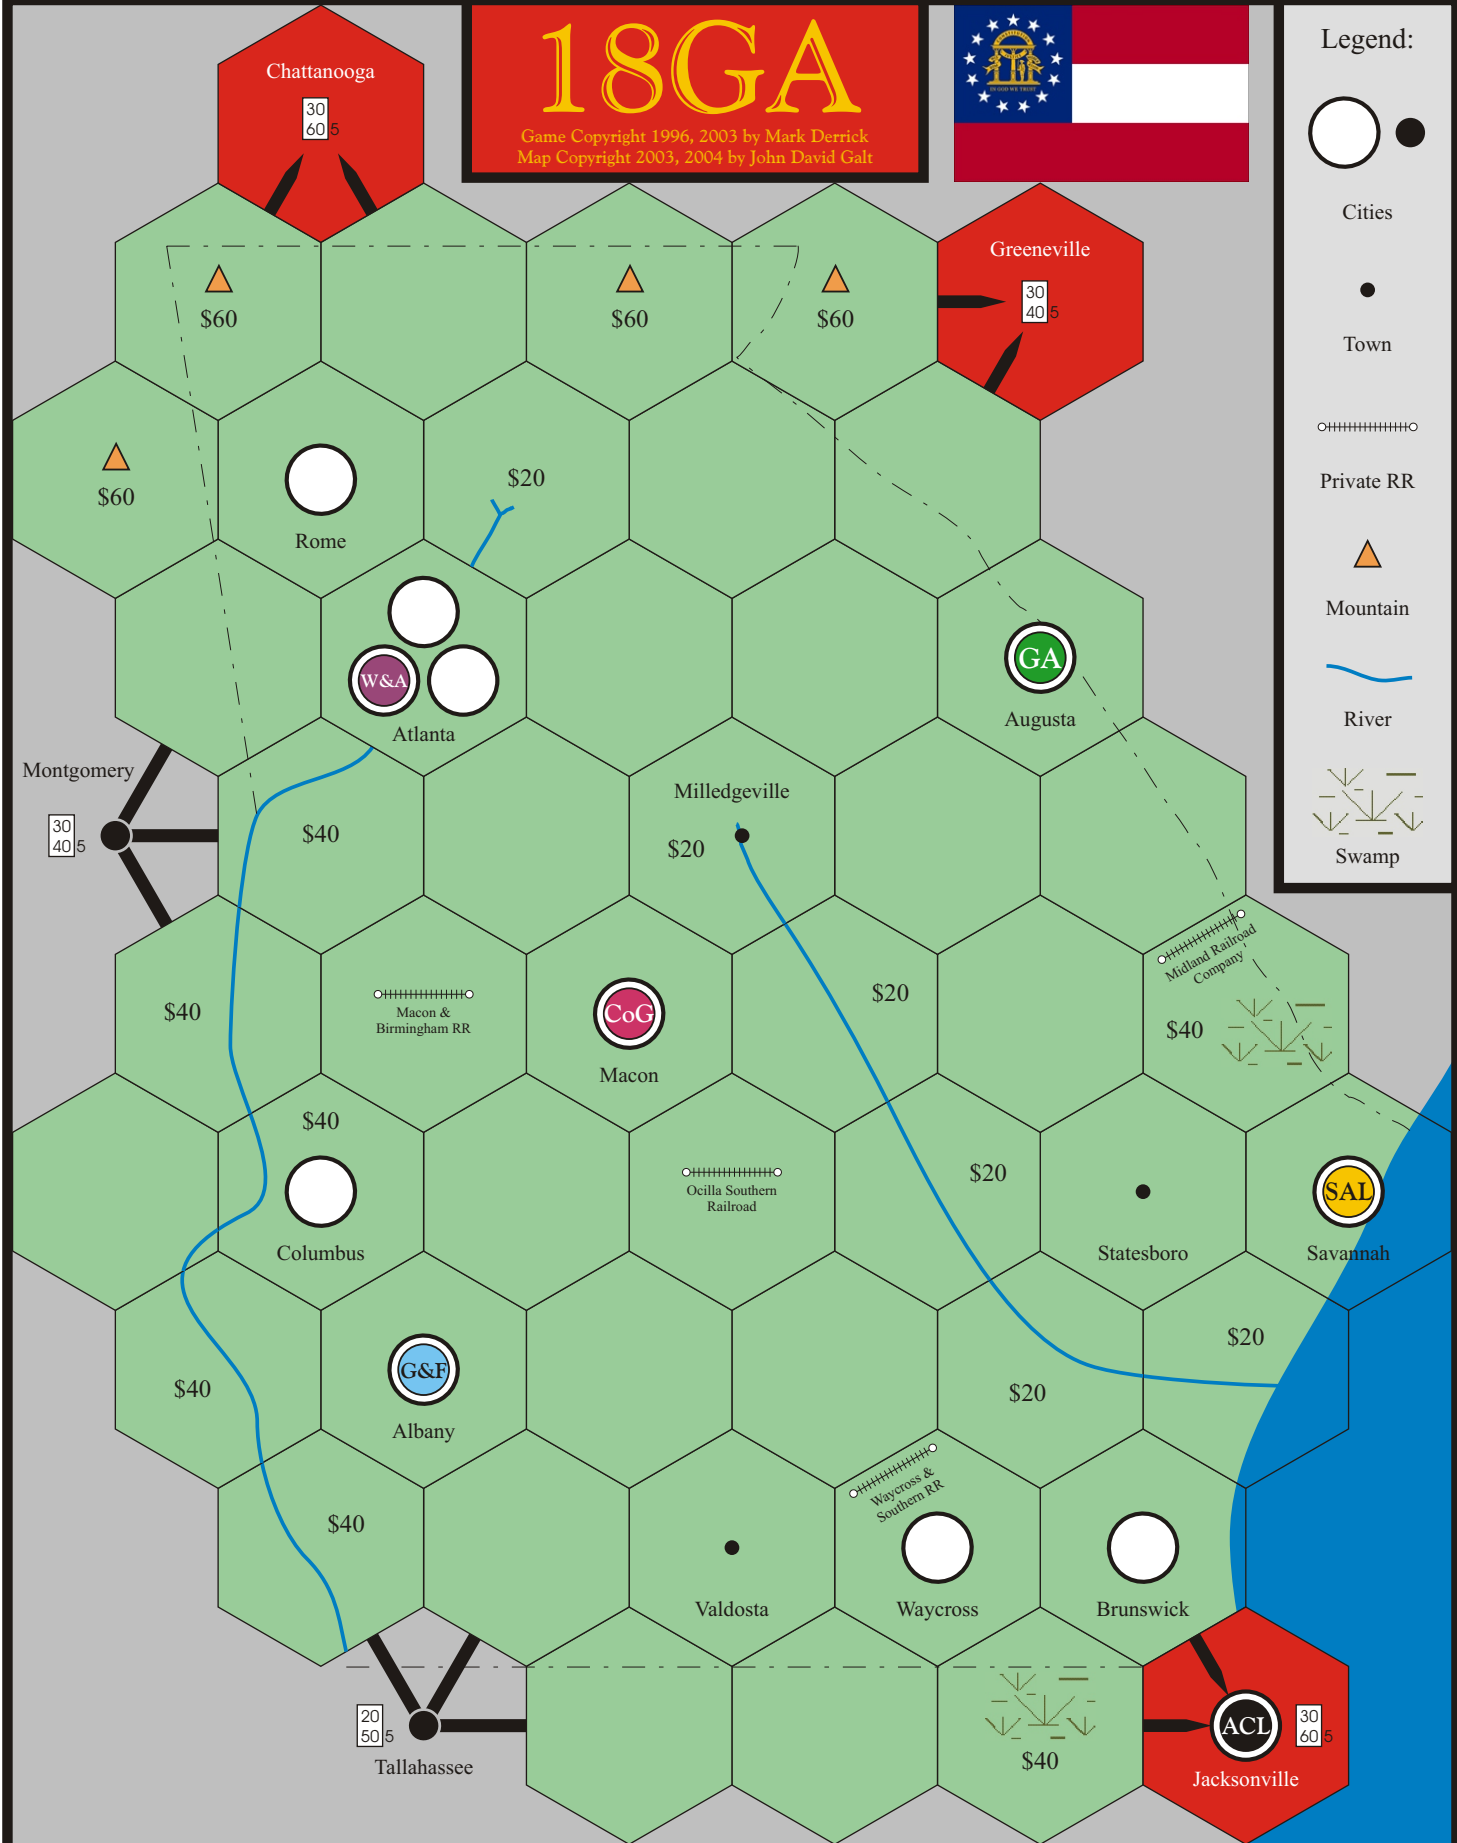 18GA
Game Copyright 1996, 2003 by Mark Derrick
Map Copyright 2003, 2004 by John David Galt
IN GOD WE TRUST
Legend:
Cities
Town
Private RR
Mountain
River
Swamp
Chattanooga
30
60 5
Greeneville
30
40 5
$60
$60
$60
$60
Rome
$20
W&A
Atlanta
GA
Augusta
Montgomery
30
40 5
$40
Milledgeville
$20
$40
Macon &
Birmingham RR
CoG
Macon
$20
Midland Railroad
Company
$40
$40
Columbus
Ocilla Southern
Railroad
$20
Statesboro
SAL
Savannah
$40
G&F
Albany
$20
$20
$40
Valdosta
Waycross &
Southern RR
Waycross
Brunswick
20
50 5
Tallahassee
$40
ACL
30
60 5
Jacksonville